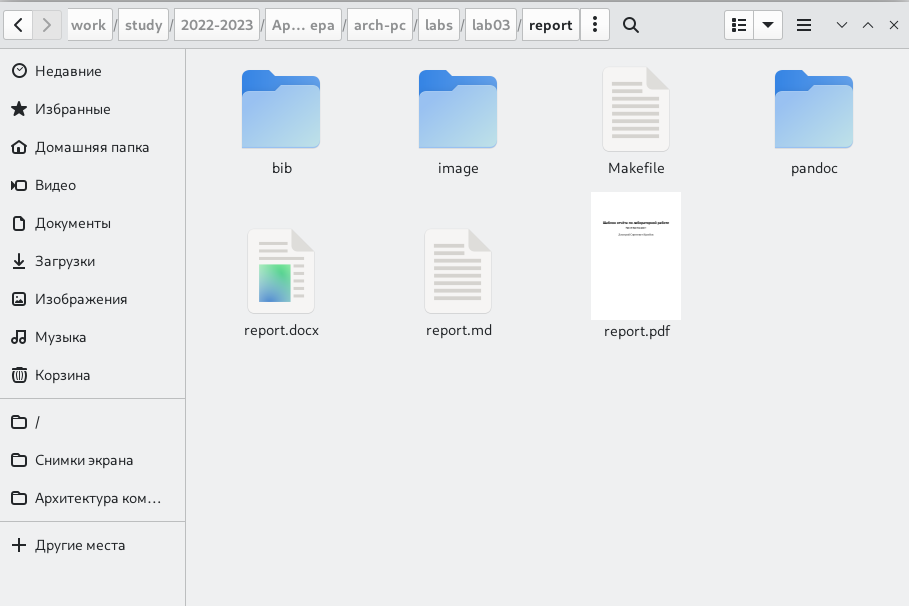 work / study / 2022-2023 / Ар… ера / arch-pc / labs / lab03 / report
Недавние
Избранные
Домашняя папка
Видео
Документы
Загрузки
Изображения
Музыка
Корзина
/
Снимки экрана
Архитектура ком…
Другие места
bib
image
Makefile
pandoc
report.docx
report.md
report.pdf